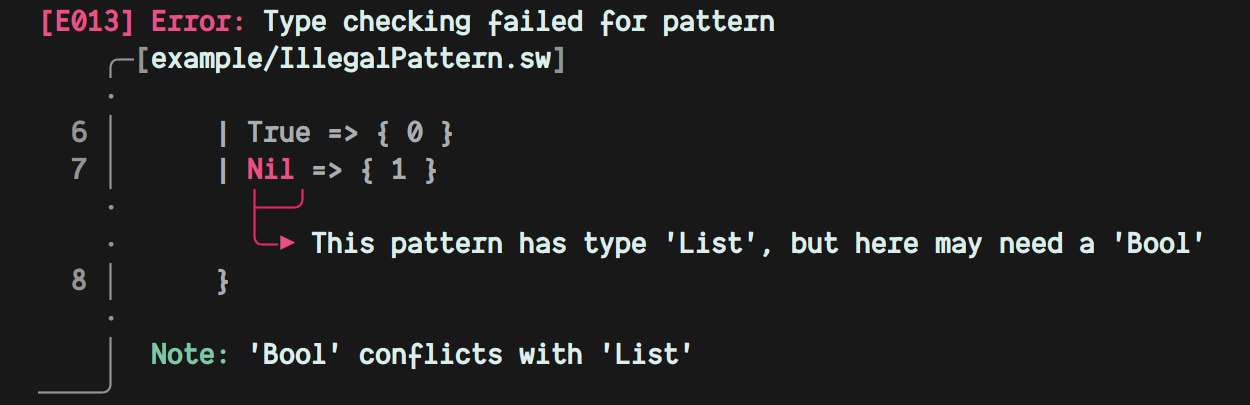 [E013] Error: Type checking failed for pattern
[example/IllegalPattern.sw]
6 | True => { 0 }
7 | Nil => { 1 }
This pattern has type 'List', but here may need a 'Bool'
8 }
Note: 'Bool' conflicts with 'List'